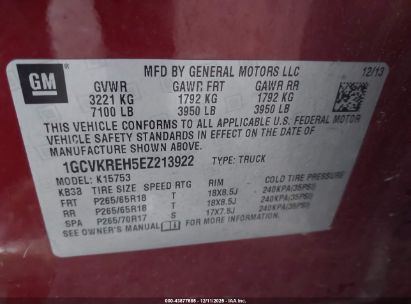 GM
MFD BY GENERAL MOTORS LLC 12/13
GVWR GAWR FRT GAWR RR
3221 KG 1792 KG 1792 KG
7100 LB 3950 LB 3950 LB
THIS VEHICLE CONFORMS TO ALL APPLICABLE U.S. FEDERAL MOTOR
VEHICLE SAFETY STANDARDS IN EFFECT ON THE DATE OF
MANUFACTURE SHOWN ABOVE.
1GCVKREH5EZ213922 TYPE: TRUCK
MODEL: K15753
KB38 TIRE SIZE SPEED RTG RIM COLD TIRE PRESSURE
FRT P265/65R18 T 18X8.5J 240KPA(35PSI)
RR P265/65R18 T 18X8.5J 240KPA(35PSI)
SPA P265/70R17 S 17X7.5J 240KPA(35PSI)
SEE OWNER'S MANUAL FOR MORE INFORMATION.